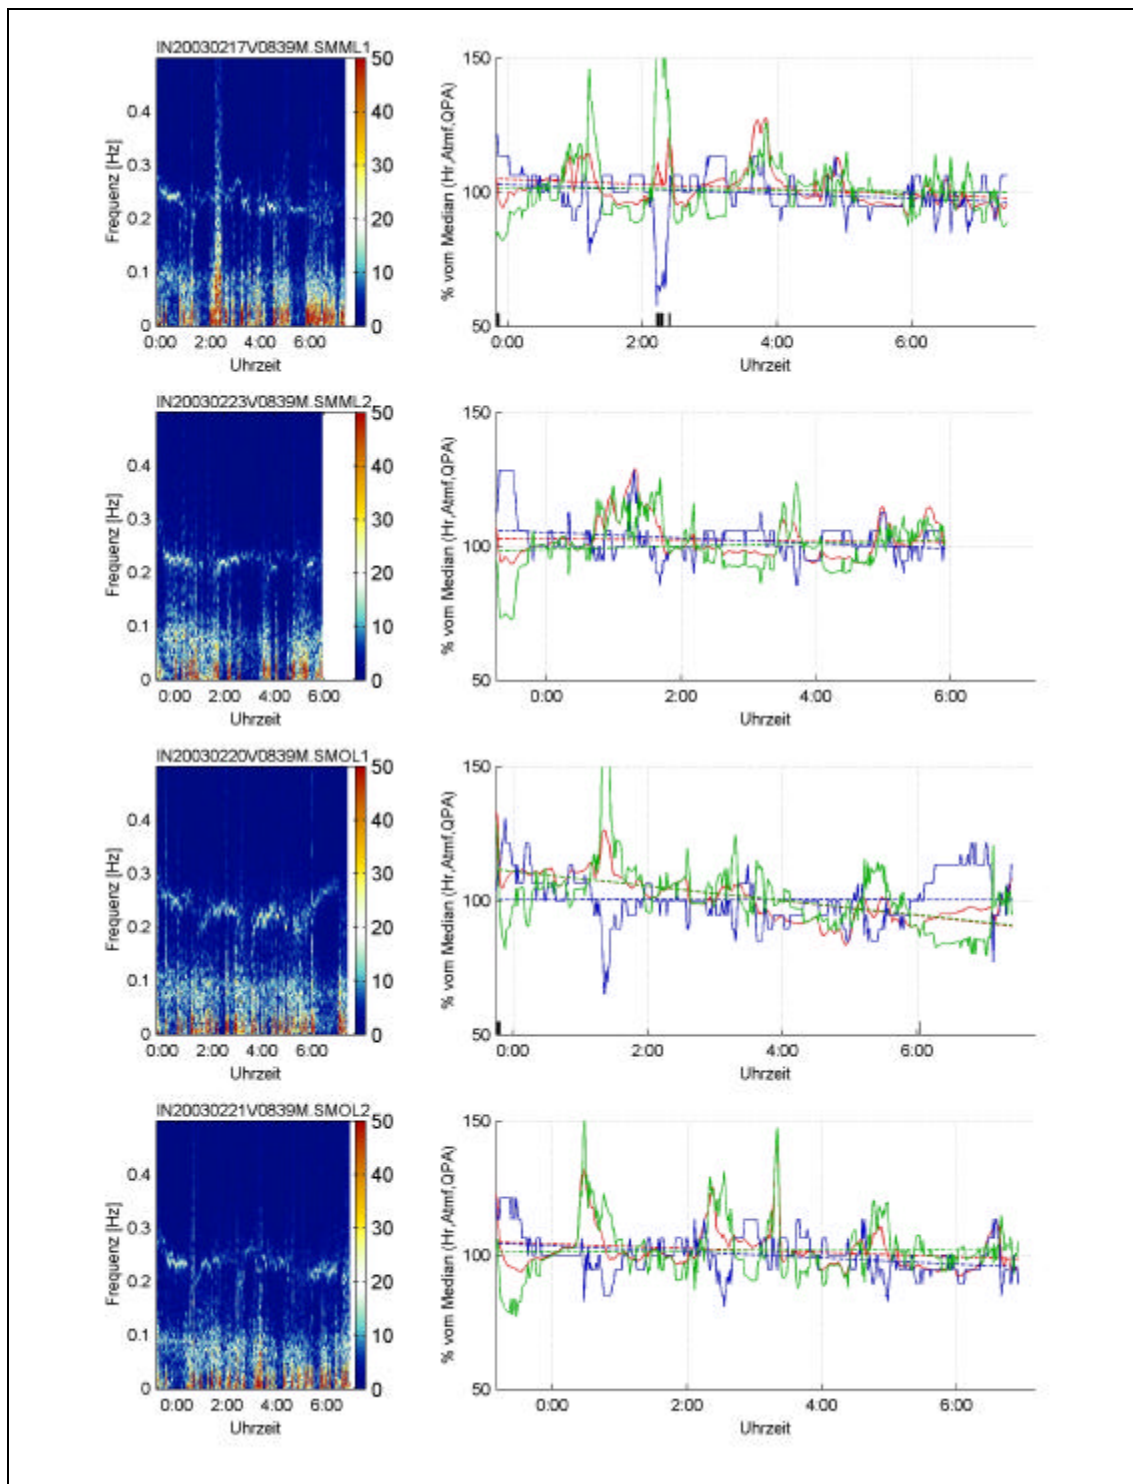 IN20030217V0839M.SMML1
Frequenz [Hz]
0.4
0.3
0.2
0.1
0
0:00 2:00 4:00 6:00
Uhrzeit
50
40
30
20
10
0
% vom Median (Hr,Atmf,QPA)
150
100
50
0:00 2:00 4:00 6:00
Uhrzeit
IN20030223V0839M.SMML2
Frequenz [Hz]
0.4
0.3
0.2
0.1
0
0:00 2:00 4:00 6:00
Uhrzeit
50
40
30
20
10
0
% vom Median (Hr,Atmf,QPA)
150
100
50
0:00 2:00 4:00 6:00
Uhrzeit
IN20030220V0839M.SMOL1
Frequenz [Hz]
0.4
0.3
0.2
0.1
0
0:00 2:00 4:00 6:00
Uhrzeit
50
40
30
20
10
0
% vom Median (Hr,Atmf,QPA)
150
100
50
0:00 2:00 4:00 6:00
Uhrzeit
IN20030221V0839M.SMOL2
Frequenz [Hz]
0.4
0.3
0.2
0.1
0
0:00 2:00 4:00 6:00
Uhrzeit
50
40
30
20
10
0
% vom Median (Hr,Atmf,QPA)
150
100
50
0:00 2:00 4:00 6:00
Uhrzeit